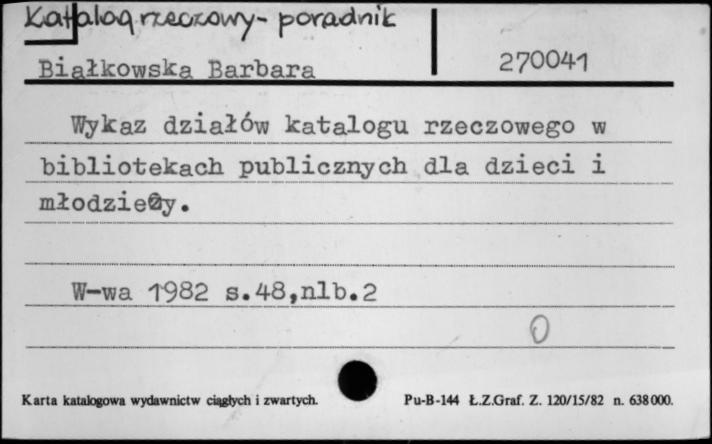 Katalog rzeczowy - poradnik
Białkowska Barbara 270041
Wykaz działów katalogu rzeczowego w
bibliotekach publicznych dla dzieci i
młodzieży.
W-wa 1982 s.48,nlb.2
0
Karta katalogowa wydawnictw ciągłych i zwartych. Pu-B-144 Ł.Z.Graf. Z. 120/15/82 n. 638000.